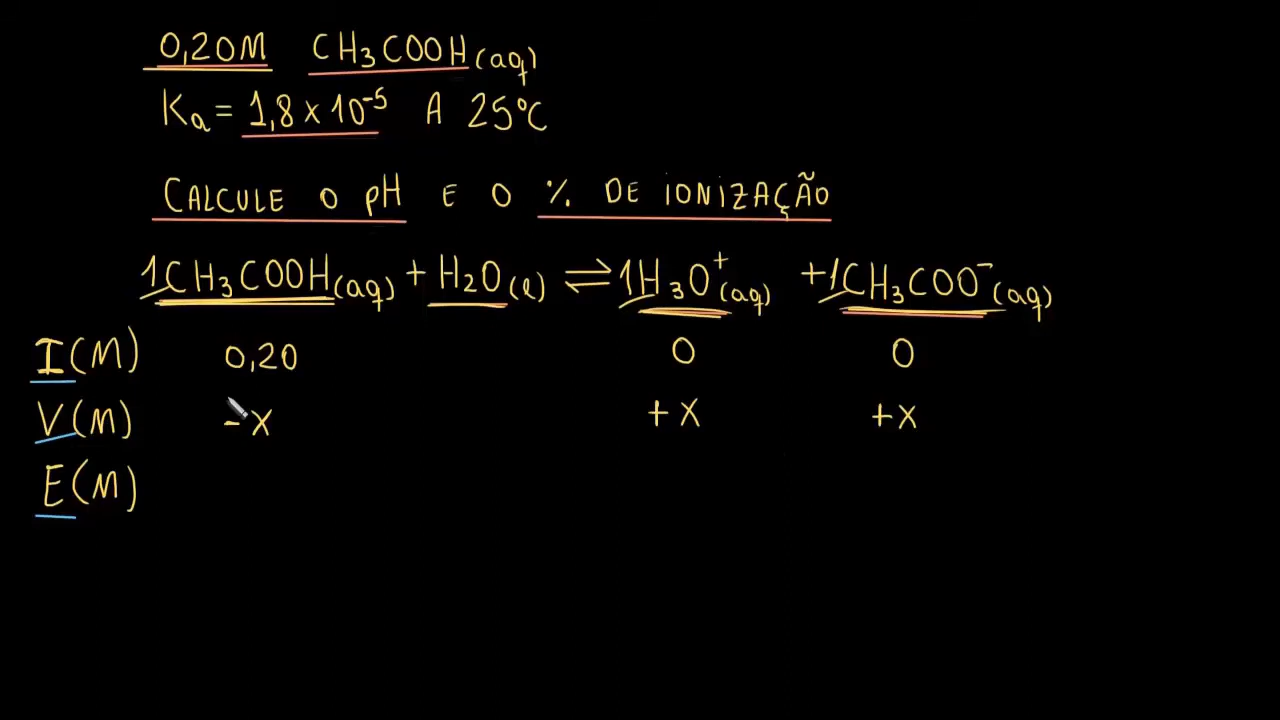 0,20M CH₃COOH(aq)
Ka = 1,8 x 10⁻⁵ A 25°C
CALCULE O pH E O % DE IONIZAÇÃO
1CH₃COOH(aq) + H₂O(l) ⇌ 1H₃O⁺(aq) + 1CH₃COO⁻(aq)
I(M) 0,20 0 0
V(M) -X +X +X
E(M)